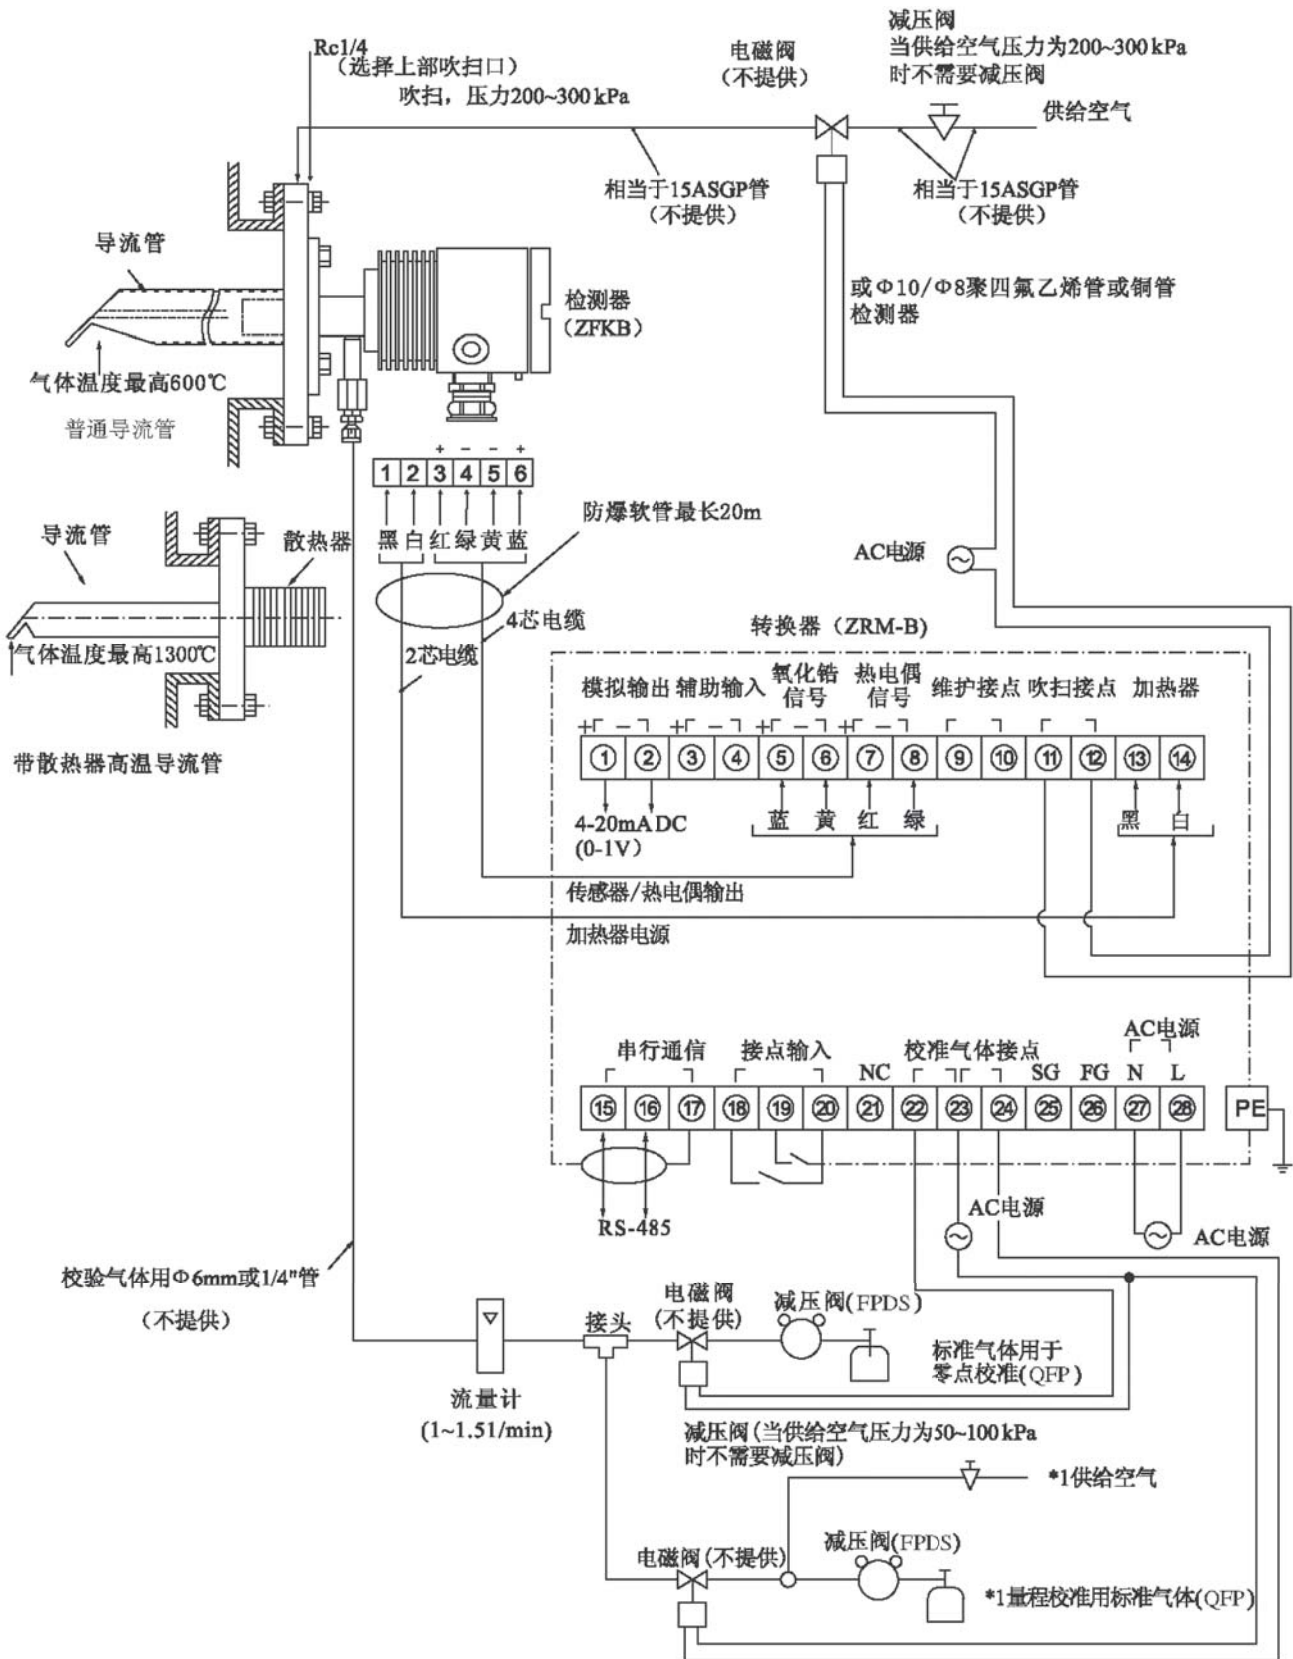 减压阀
当供给空气压力为200~300kPa
时不需要减压阀
电磁阀
(不提供)
Rc1/4
(选择上部吹扫口)
吹扫，压力200~300kPa
供给空气
相当于15ASGP管
(不提供)
相当于15ASGP管
(不提供)
导流管
检测器
(ZFKB)
或Φ10/Φ8聚四氟乙烯管或铜管
检测器
气体温度最高600℃
普通导流管
+ − − +
1 2 3 4 5 6
黑 白 红 绿 黄 蓝
防爆软管最长20m
导流管
散热器
AC电源
4芯电缆
2芯电缆
气体温度最高1300℃
带散热器高温导流管
转换器（ZRM-B)
模拟输出 辅助输入 氧化锆信号 热电偶信号 维护接点 吹扫接点 加热器
+ − + − + − + −
① ② ③ ④ ⑤ ⑥ ⑦ ⑧ ⑨ ⑩ ⑪ ⑫ ⑬ ⑭
4-20mADC
(0-1V)
蓝 黄 红 绿
黑 白
传感器/热电偶输出
加热器电源
AC电源
串行通信 接点输入 NC 校准气体接点 SG FG N L
⑮ ⑯ ⑰ ⑱ ⑲ ⑳ ㉑ ㉒ ㉓ ㉔ ㉕ ㉖ ㉗ ㉘ PE
RS-485
AC电源
AC电源
校验气体用Φ6mm或1/4"管
(不提供)
接头
电磁阀
(不提供)
减压阀(FPDS)
标准气体用于
零点校准(QFP)
流量计
(1~1.51/min)
减压阀(当供给空气压力为50~100kPa
时不需要减压阀)
*1供给空气
电磁阀(不提供)
减压阀(FPDS)
*1量程校准用标准气体(QFP)